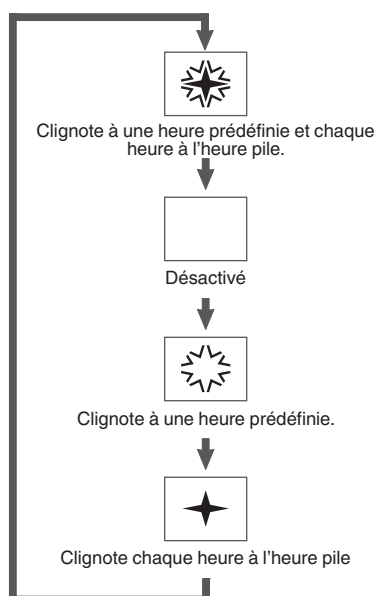 Clignote à une heure prédéfinie et chaque
heure à l'heure pile.
Désactivé
Clignote à une heure prédéfinie.
Clignote chaque heure à l'heure pile